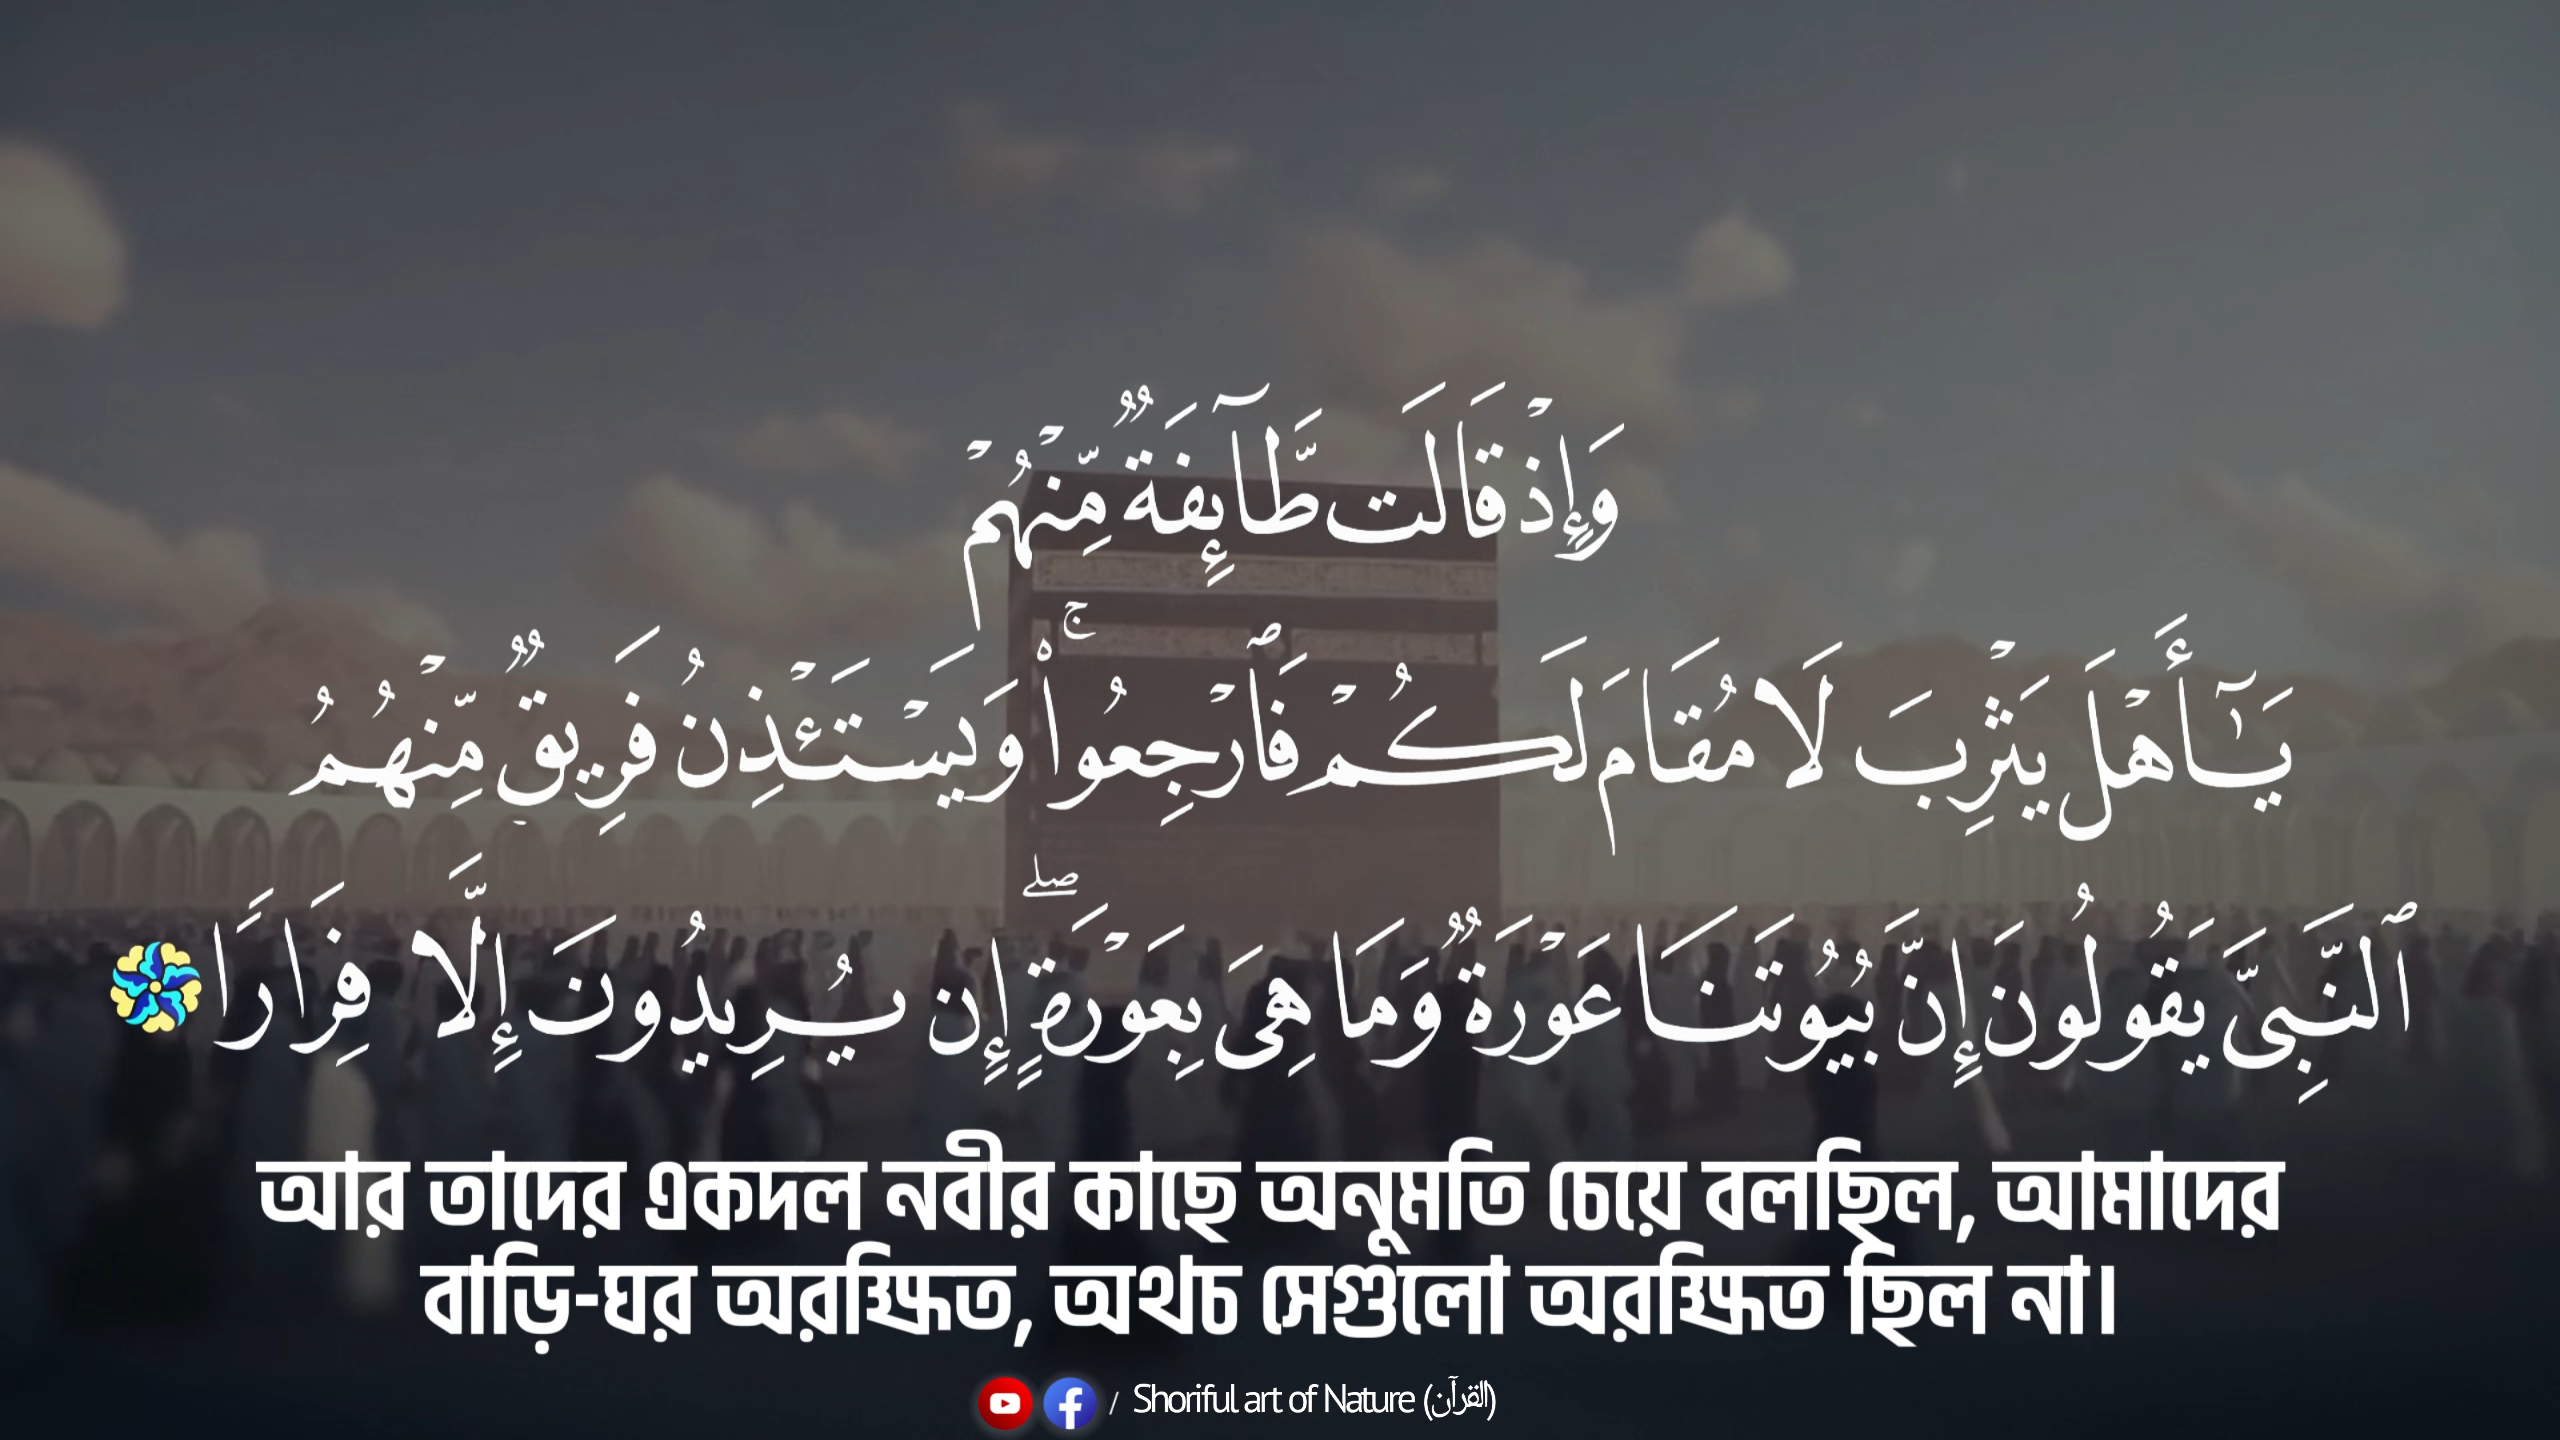 وَإِذْ قَالَت طَّآئِفَةٌ مِّنْهُمْ
يَٰٓأَهْلَ يَثْرِبَ لَا مُقَامَ لَكُمْ فَٱرْجِعُوا۟ ۚ وَيَسْتَـْٔذِنُ فَرِيقٌ مِّنْهُمُ
ٱلنَّبِىَّ يَقُولُونَ إِنَّ بُيُوتَنَا عَوْرَةٌ وَمَا هِىَ بِعَوْرَةٍ ۖ إِن يُرِيدُونَ إِلَّا فِرَارًا
আর তাদের একদল নবীর কাছে অনুমতি চেয়ে বলছিল, আমাদের
বাড়ি-ঘর অরক্ষিত, অথচ সেগুলো অরক্ষিত ছিল না।
/ Shoriful art of Nature (القرآن)